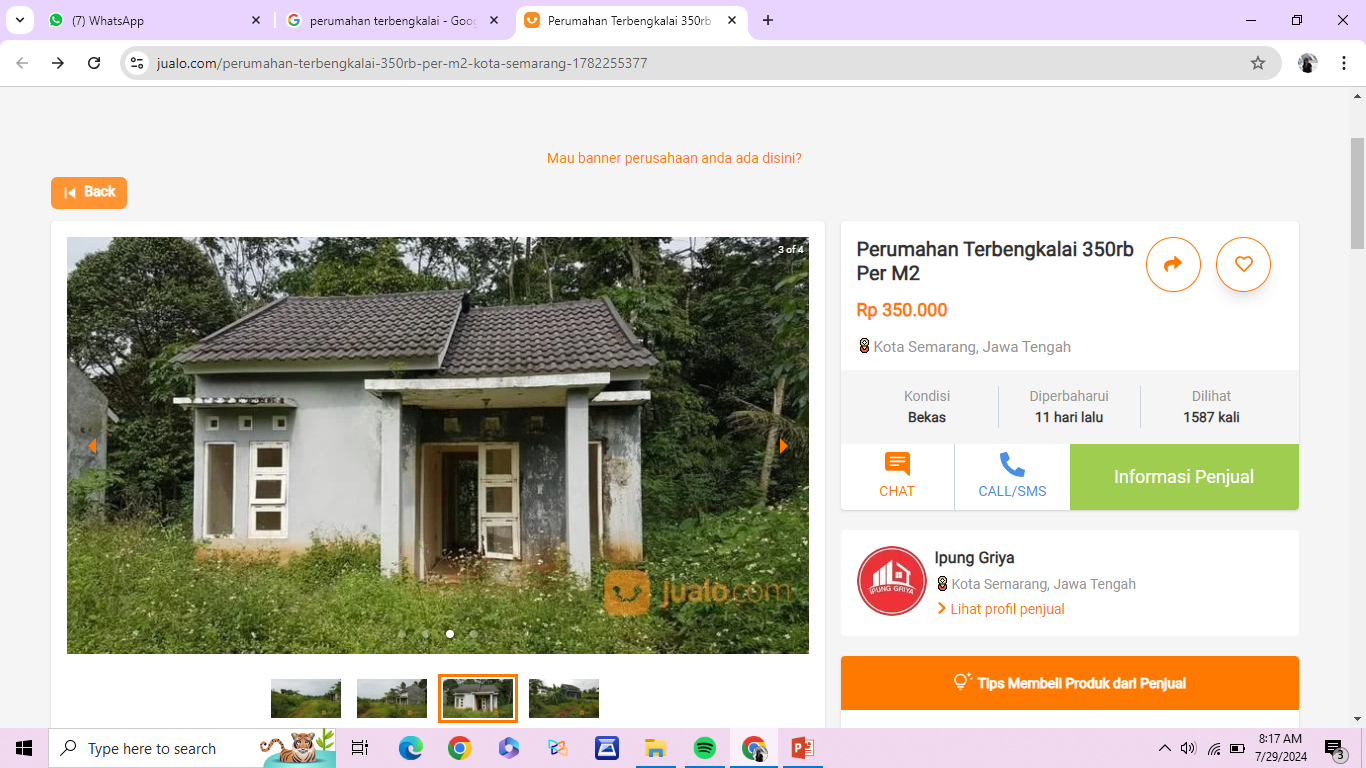 (7) WhatsApp
perumahan terbengkalai - Goog
Perumahan Terbengkalai 350rb
jualo.com/perumahan-terbengkalai-350rb-per-m2-kota-semarang-1782255377
Mau banner perusahaan anda ada disini?
Back
3 of 4
jualo.com
Perumahan Terbengkalai 350rb
Per M2
Rp 350.000
Kota Semarang, Jawa Tengah
Kondisi
Bekas
Diperbaharui
11 hari lalu
Dilihat
1587 kali
CHAT
CALL/SMS
Informasi Penjual
IPUNG GRIYA
Ipung Griya
Kota Semarang, Jawa Tengah
Lihat profil penjual
Tips Membeli Produk dari Penjual
Type here to search
8:17 AM
7/29/2024
3